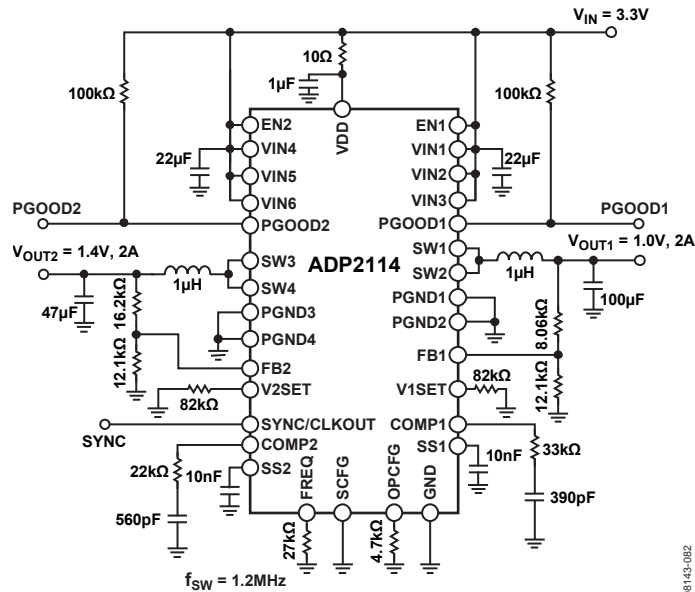 VIN = 3.3V
10Ω
1µF
100kΩ
100kΩ
VDD
EN2
EN1
VIN4
VIN1
22µF
22µF
VIN5
VIN2
VIN6
VIN3
PGOOD2
PGOOD2
PGOOD1
PGOOD1
VOUT2 = 1.4V, 2A
VOUT1 = 1.0V, 2A
SW3
SW1
ADP2114
1µH
1µH
SW4
SW2
47µF
16.2kΩ
100µF
PGND3
PGND1
8.06kΩ
PGND4
PGND2
12.1kΩ
FB2
FB1
12.1kΩ
V2SET
V1SET
82kΩ
82kΩ
SYNC/CLKOUT
COMP1
SYNC
COMP2
SS1
33kΩ
10nF
22kΩ
10nF
SS2
FREQ
SCFG
OPCFG
GND
390pF
560pF
27kΩ
4.7kΩ
fSW = 1.2MHz
08143-082